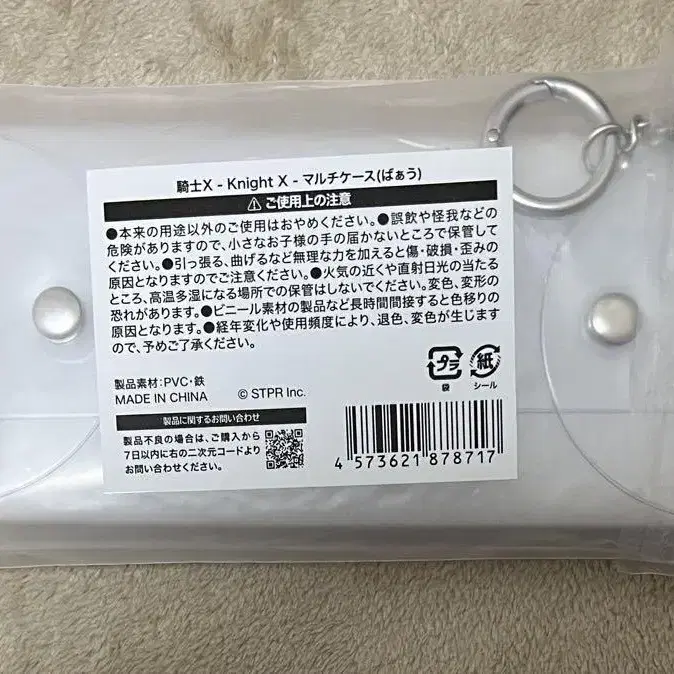 騎士X - Knight X - マルチケース(ばぁう)
⚠ご使用上の注意
●本来の用途以外のご使用はおやめください。●誤飲や怪我などの
危険がありますので、小さなお子様の手の届かないところで保管して
ください。●引っ張る、曲げるなど無理な力を加えると傷・破損・歪みの
原因となりますのでご注意ください。●火気の近くや直射日光の当たる
ところ、高温多湿になる場所での保管はしないでください。変色、変形の
恐れがあります。●ビニール素材の製品など長時間間接すると色移りの
原因となります。●経年変化や使用頻度により、退色、変色が生じます
ので、予めご了承ください。
製品素材:PVC・鉄
MADE IN CHINA © STPR Inc.
プラ 紙
袋 シール
製品に関するお問い合わせ
製品不良の場合は、ご購入から
7日以内に右の二次元コードより
お問い合わせください。
4 573621 878717